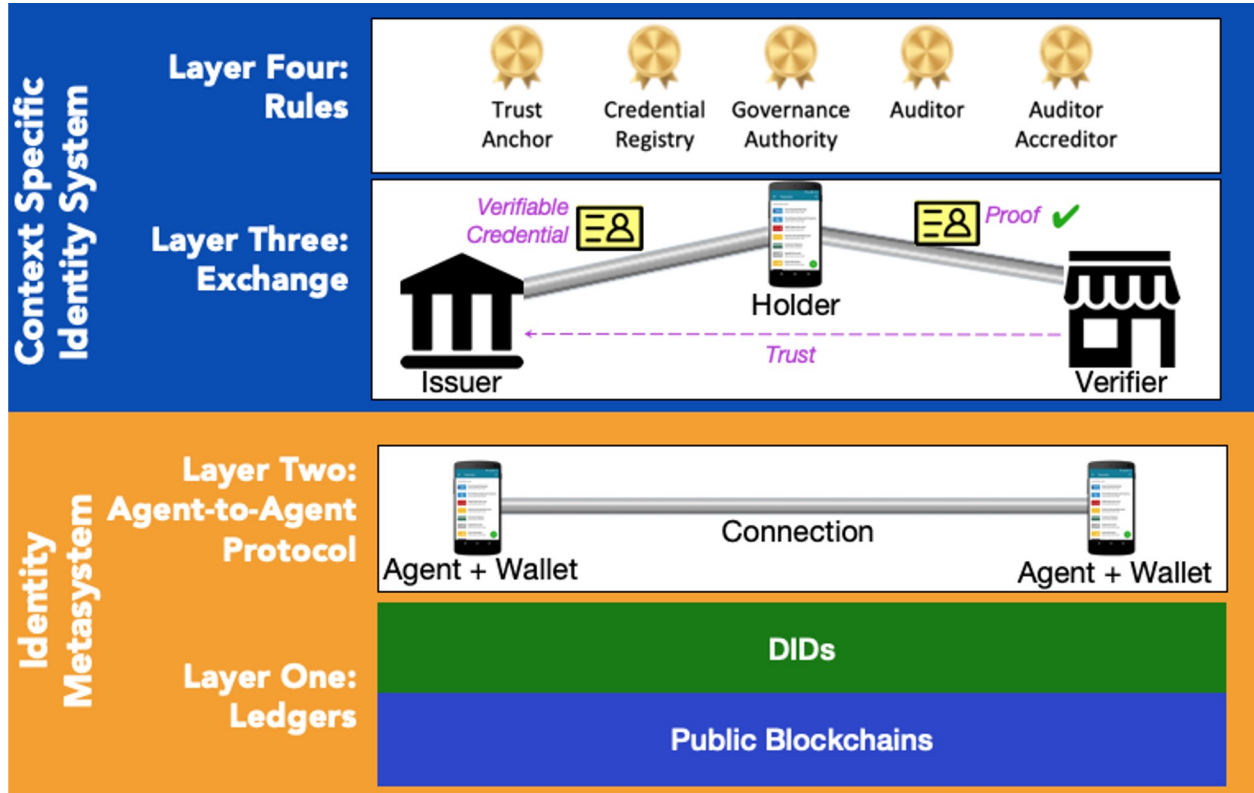 Context Specific
Identity System
Layer Four:
Rules
Trust
Anchor
Credential
Registry
Governance
Authority
Auditor
Auditor
Accreditor
Layer Three:
Exchange
Verifiable
Credential
Proof
Holder
Trust
Issuer
Verifier
Identity
Metasystem
Layer Two:
Agent-to-Agent
Protocol
Connection
Agent + Wallet
Agent + Wallet
Layer One:
Ledgers
DIDs
Public Blockchains